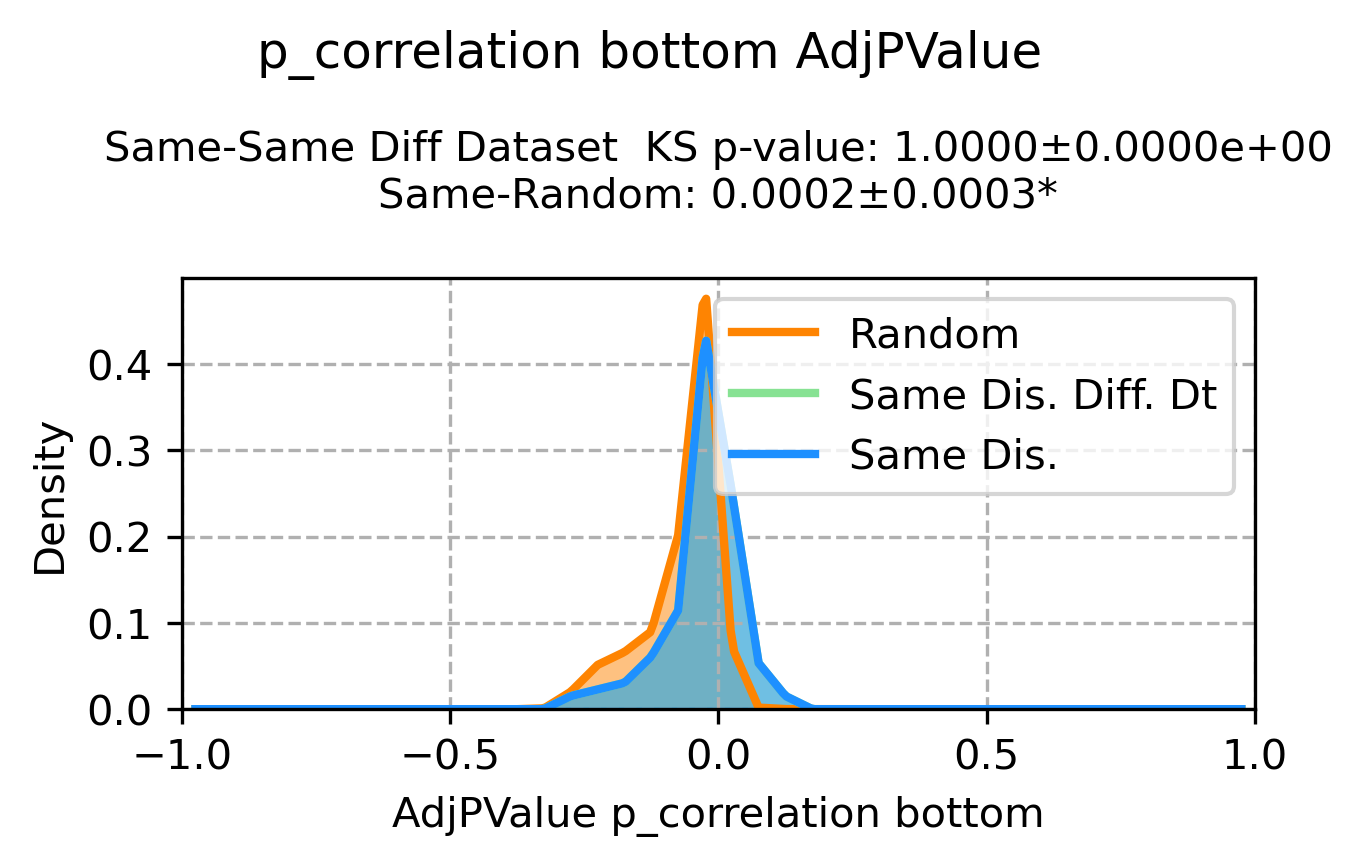 p_correlation bottom AdjPValue
Same-Same Diff Dataset  KS p-value: 1.0000±0.0000e+00
Same-Random: 0.0002±0.0003*
Random
Same Dis. Diff. Dt
Same Dis.
Density
0.4
0.3
0.2
0.1
0.0
−1.0
−0.5
0.0
0.5
1.0
AdjPValue p_correlation bottom